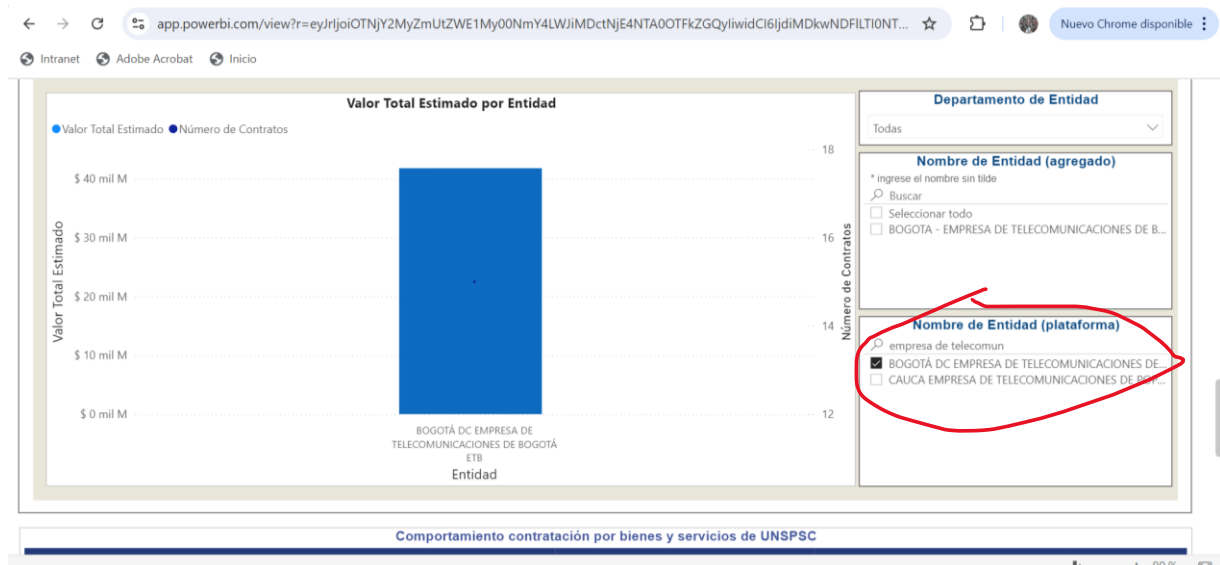 app.powerbi.com/view?r=eyJrIjoiOTNjY2MyZmUtZWE1My00NmY4LWJiMDctNjE4NTA0OTFkZGQyIiwidCI6IjdiMDkwNDFlLTI0NT...
Nuevo Chrome disponible
Intranet
Adobe Acrobat
Inicio
Valor Total Estimado por Entidad
Valor Total Estimado
Número de Contratos
18
$ 40 mil M
$ 30 mil M
16
$ 20 mil M
14
$ 10 mil M
$ 0 mil M
12
Valor Total Estimado
Número de Contratos
BOGOTÁ DC EMPRESA DE
TELECOMUNICACIONES DE BOGOTÁ
ETB
Entidad
Departamento de Entidad
Todas
Nombre de Entidad (agregado)
* ingrese el nombre sin tilde
Buscar
Seleccionar todo
BOGOTA - EMPRESA DE TELECOMUNICACIONES DE B...
Nombre de Entidad (plataforma)
empresa de telecomun
BOGOTÁ DC EMPRESA DE TELECOMUNICACIONES DE...
CAUCA EMPRESA DE TELECOMUNICACIONES DE POP...
Comportamiento contratación por bienes y servicios de UNSPSC